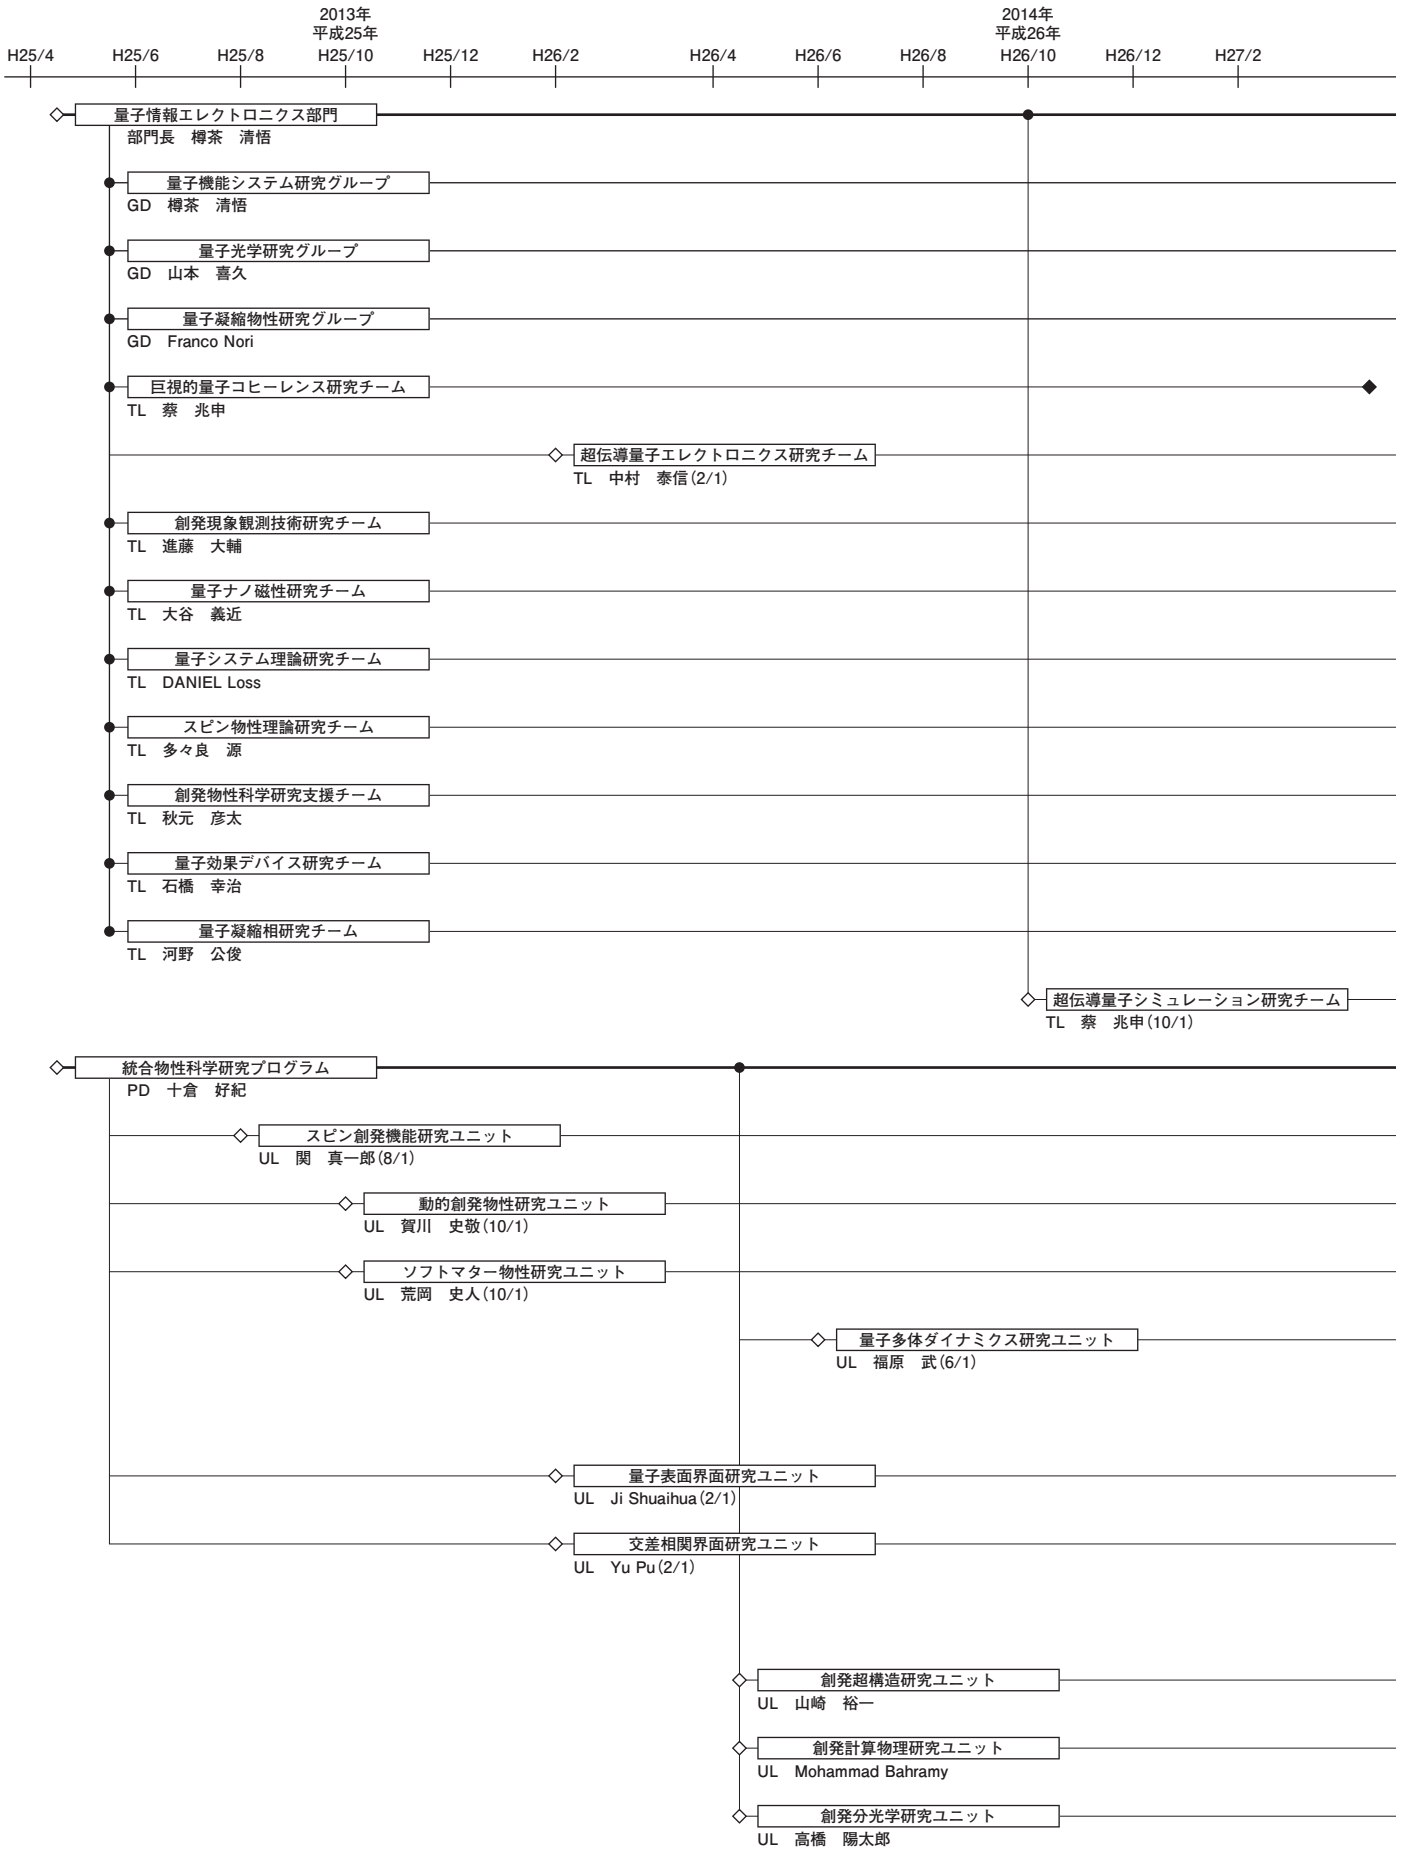 2013年
平成25年
2014年
平成26年
H25/4 H25/6 H25/8 H25/10 H25/12 H26/2 H26/4 H26/6 H26/8 H26/10 H26/12 H27/2
量子情報エレクトロニクス部門
部門長 樽茶 清悟
量子機能システム研究グループ
GD 樽茶 清悟
量子光学研究グループ
GD 山本 喜久
量子凝縮物性研究グループ
GD Franco Nori
巨視的量子コヒーレンス研究チーム
TL 蔡 兆申
超伝導量子エレクトロニクス研究チーム
TL 中村 泰信(2/1)
創発現象観測技術研究チーム
TL 進藤 大輔
量子ナノ磁性研究チーム
TL 大谷 義近
量子システム理論研究チーム
TL DANIEL Loss
スピン物性理論研究チーム
TL 多々良 源
創発物性科学研究支援チーム
TL 秋元 彦太
量子効果デバイス研究チーム
TL 石橋 幸治
量子凝縮相研究チーム
TL 河野 公俊
超伝導量子シミュレーション研究チーム
TL 蔡 兆申(10/1)
統合物性科学研究プログラム
PD 十倉 好紀
スピン創発機能研究ユニット
UL 関 真一郎(8/1)
動的創発物性研究ユニット
UL 賀川 史敬(10/1)
ソフトマター物性研究ユニット
UL 荒岡 史人(10/1)
量子多体ダイナミクス研究ユニット
UL 福原 武(6/1)
量子表面界面研究ユニット
UL Ji Shuaihua(2/1)
交差相関界面研究ユニット
UL Yu Pu(2/1)
創発超構造研究ユニット
UL 山崎 裕一
創発計算物理研究ユニット
UL Mohammad Bahramy
創発分光学研究ユニット
UL 高橋 陽太郎